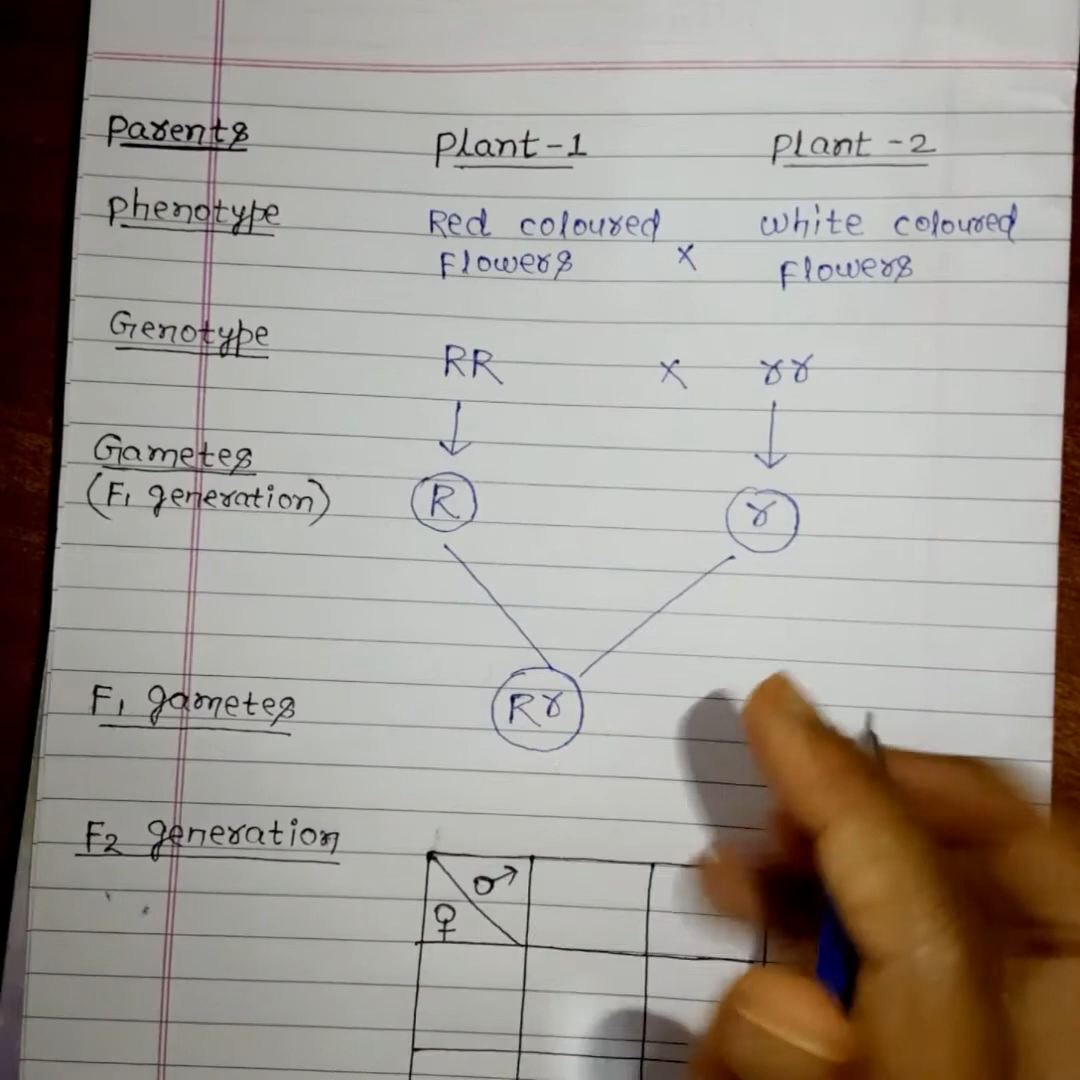 Parents Plant-1 Plant-2
Phenotype Red coloured White coloured
Flowers x Flowers
Genotype RR x rr
Gametes
(F1 generation) R r
F1 gametes Rr
F2 generation
♂
♀